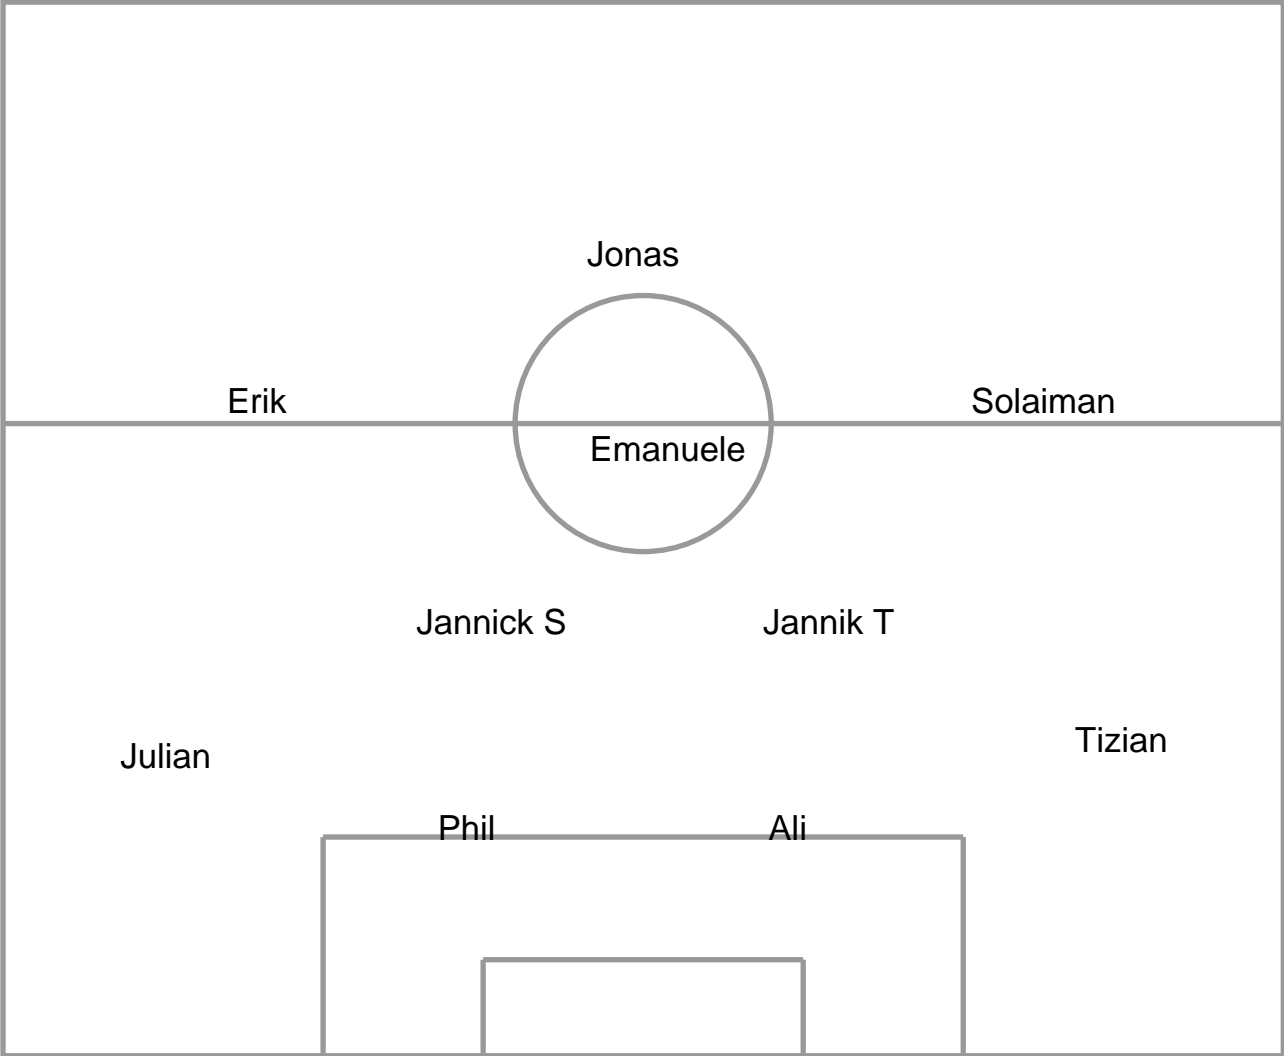 Jonas
Erik
Solaiman
Emanuele
Jannick S
Jannik T
Tizian
Julian
Phil
Ali